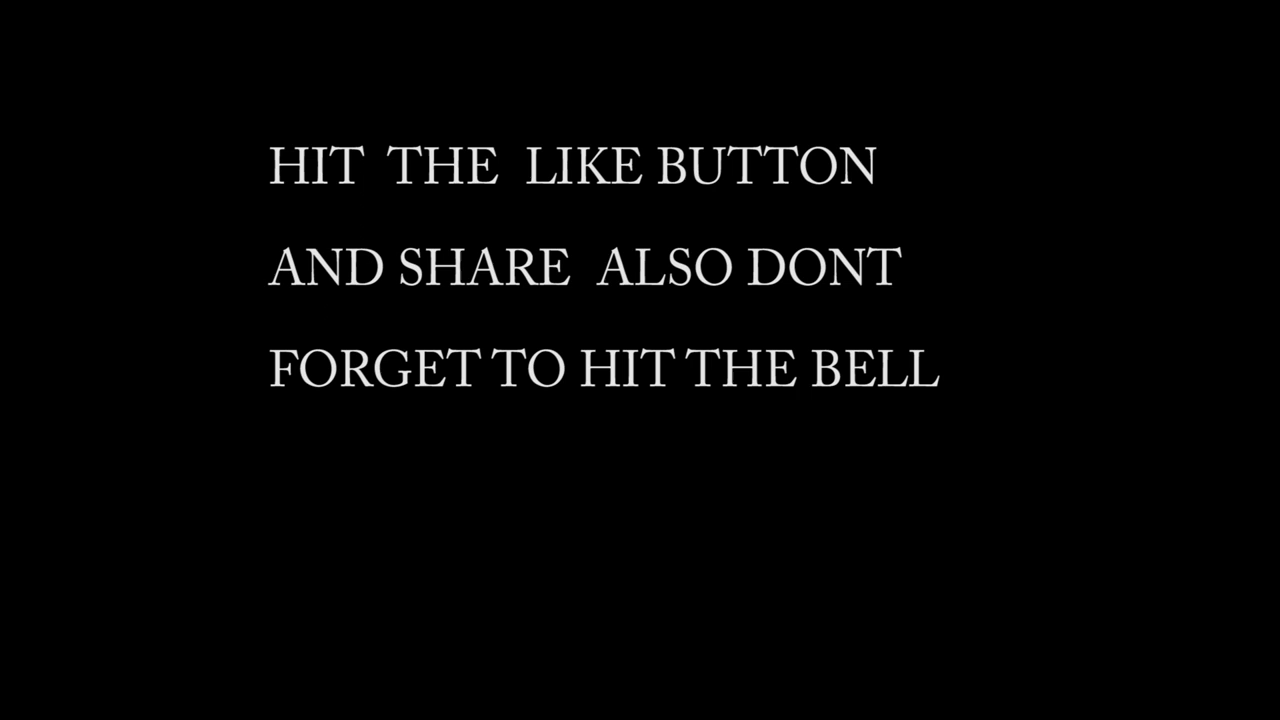 HIT THE LIKE BUTTON
AND SHARE ALSO DONT
FORGET TO HIT THE BELL